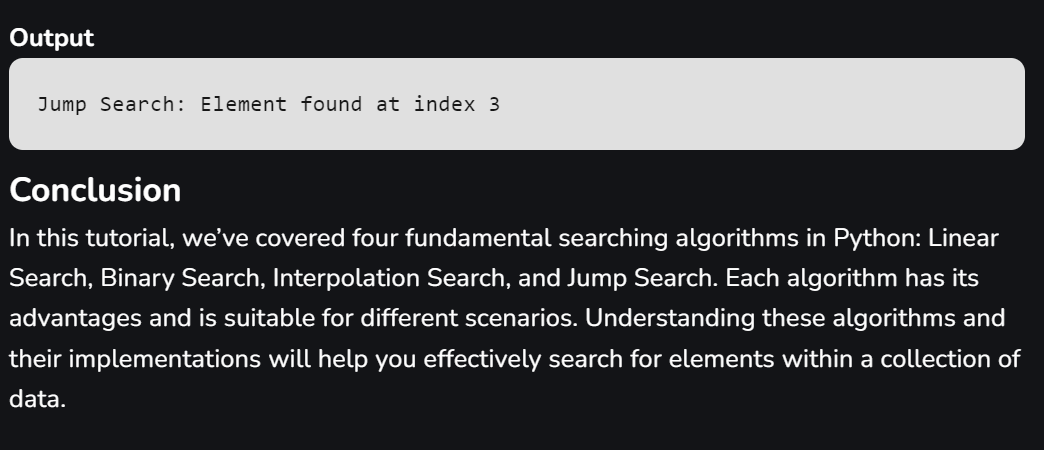 Output
Jump Search: Element found at index 3
Conclusion
In this tutorial, we’ve covered four fundamental searching algorithms in Python: Linear
Search, Binary Search, Interpolation Search, and Jump Search. Each algorithm has its
advantages and is suitable for different scenarios. Understanding these algorithms and
their implementations will help you effectively search for elements within a collection of
data.